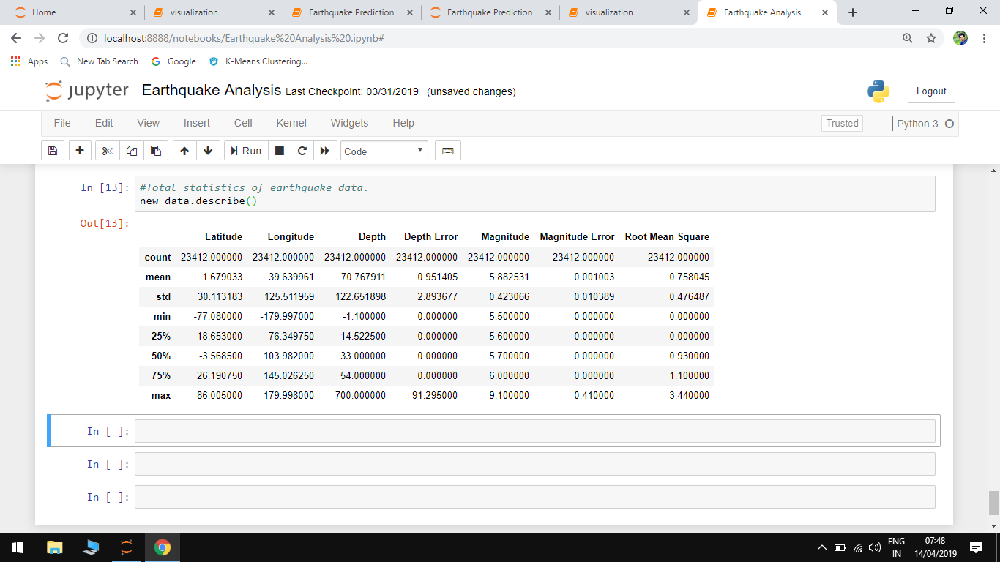 Home visualization Earthquake Prediction Earthquake Prediction visualization Earthquake Analysis
localhost:8888/notebooks/Earthquake%20Analysis%20.ipynb#
Apps New Tab Search Google K-Means Clustering...
jupyter Earthquake Analysis Last Checkpoint: 03/31/2019 (unsaved changes) Logout
File Edit View Insert Cell Kernel Widgets Help Trusted Python 3
Run Code
In [13]: #Total statistics of earthquake data.
new_data.describe()
Out[13]:
Latitude Longitude Depth Depth Error Magnitude Magnitude Error Root Mean Square
count 23412.000000 23412.000000 23412.000000 23412.000000 23412.000000 23412.000000 23412.000000
mean 1.679033 39.639961 70.767911 0.951405 5.882531 0.001003 0.758045
std 30.113183 125.511959 122.651898 2.893677 0.423066 0.010389 0.476487
min -77.080000 -179.997000 -1.100000 0.000000 5.500000 0.000000 0.000000
25% -18.653000 -76.349750 14.522500 0.000000 5.600000 0.000000 0.000000
50% -3.568500 103.982000 33.000000 0.000000 5.700000 0.000000 0.930000
75% 26.190750 145.026250 54.000000 0.000000 6.000000 0.000000 1.100000
max 86.005000 179.998000 700.000000 91.295000 9.100000 0.410000 3.440000
In [ ]:
In [ ]:
In [ ]:
ENG 07:48
IN 14/04/2019